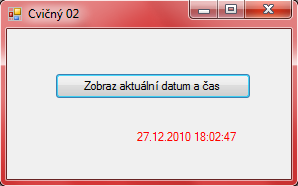 Cvičný 02
Zobraz aktuální datum a čas
27.12.2010 18:02:47